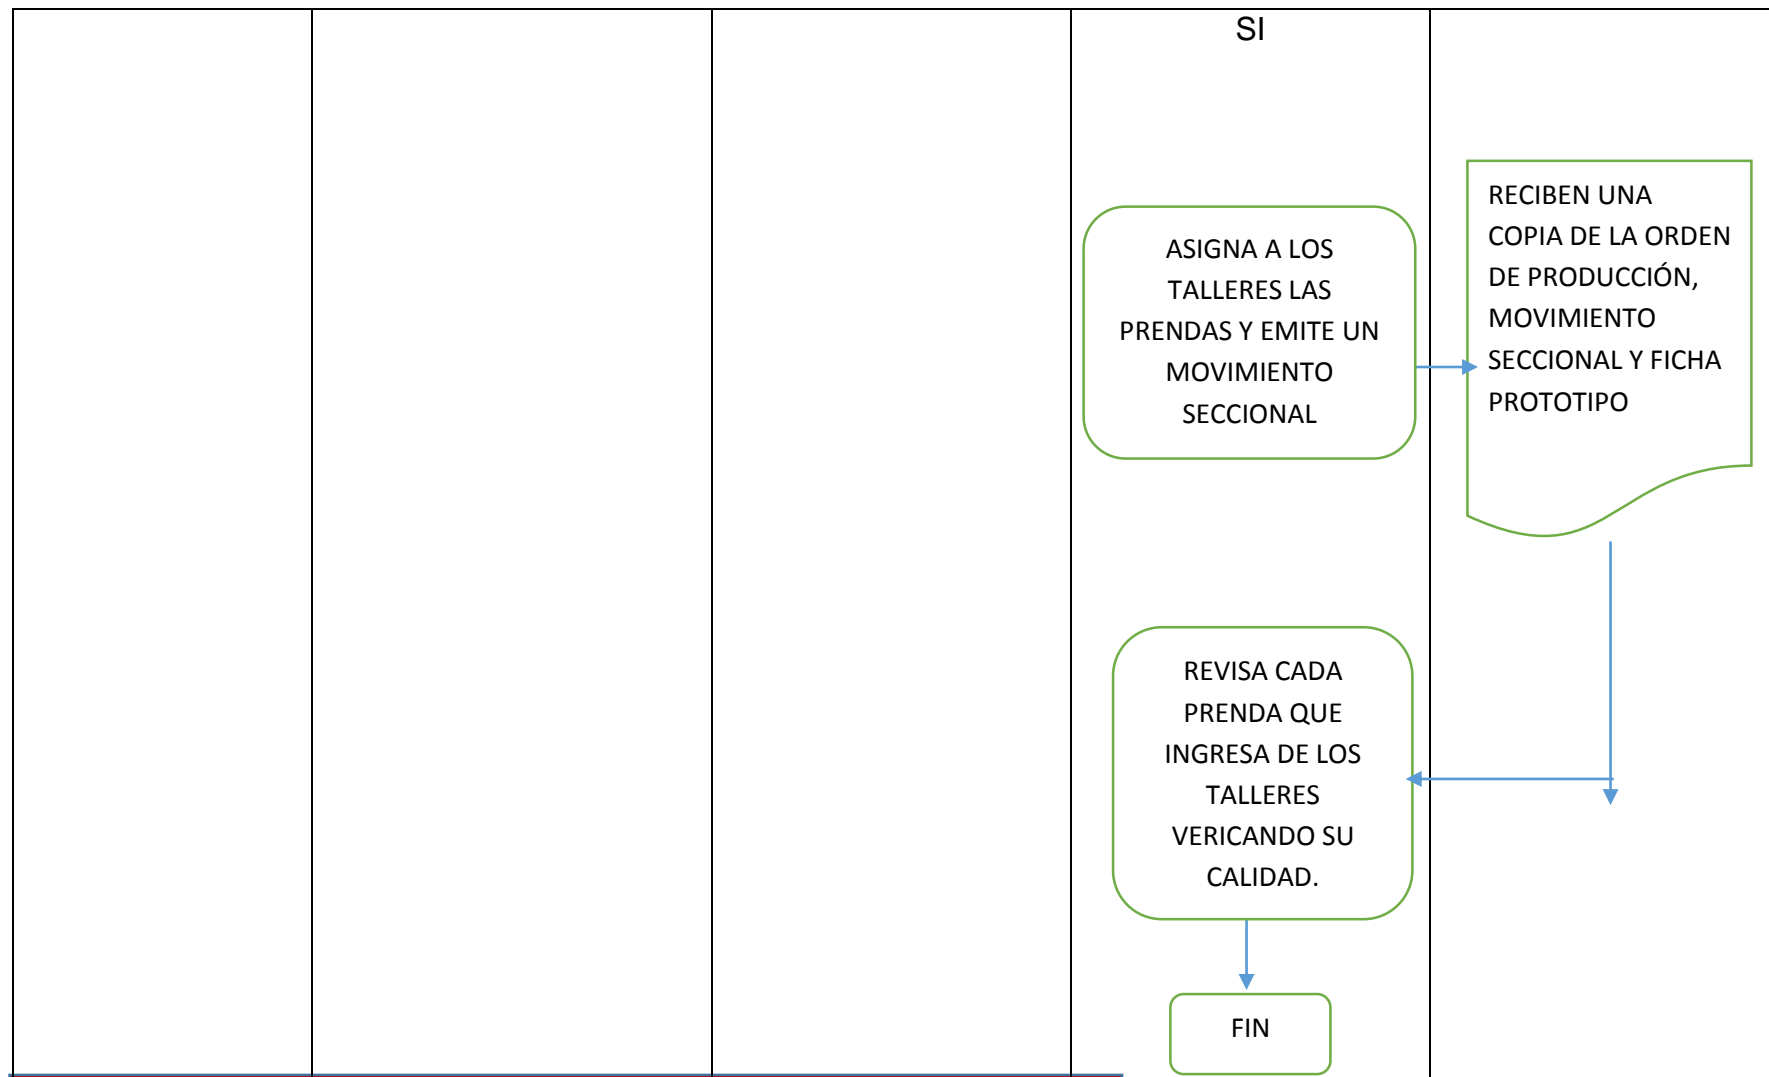 SI
ASIGNA A LOS
TALLERES LAS
PRENDAS Y EMITE UN
MOVIMIENTO
SECCIONAL
RECIBEN UNA
COPIA DE LA ORDEN
DE PRODUCCIÓN,
MOVIMIENTO
SECCIONAL Y FICHA
PROTOTIPO
REVISA CADA
PRENDA QUE
INGRESA DE LOS
TALLERES
VERICANDO SU
CALIDAD.
FIN